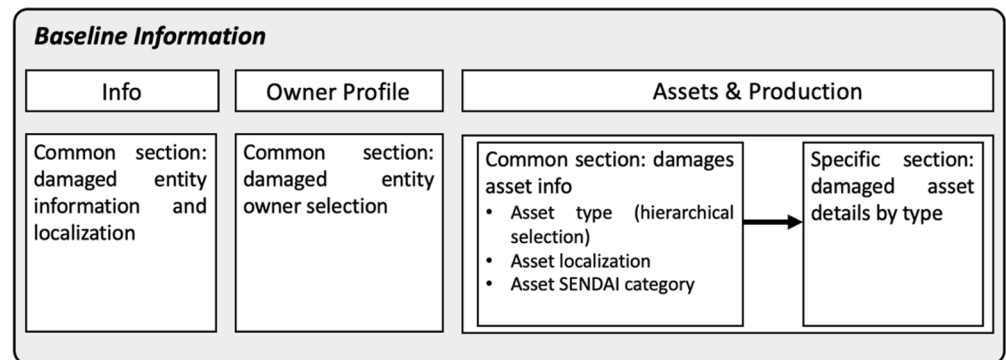 Baseline Information
Info
Owner Profile
Assets & Production
Common section:
damaged entity
information and
localization
Common section:
damaged entity
owner selection
Common section: damages
asset info
• Asset type (hierarchical
selection)
• Asset localization
• Asset SENDAI category
Specific section:
damaged asset
details by type